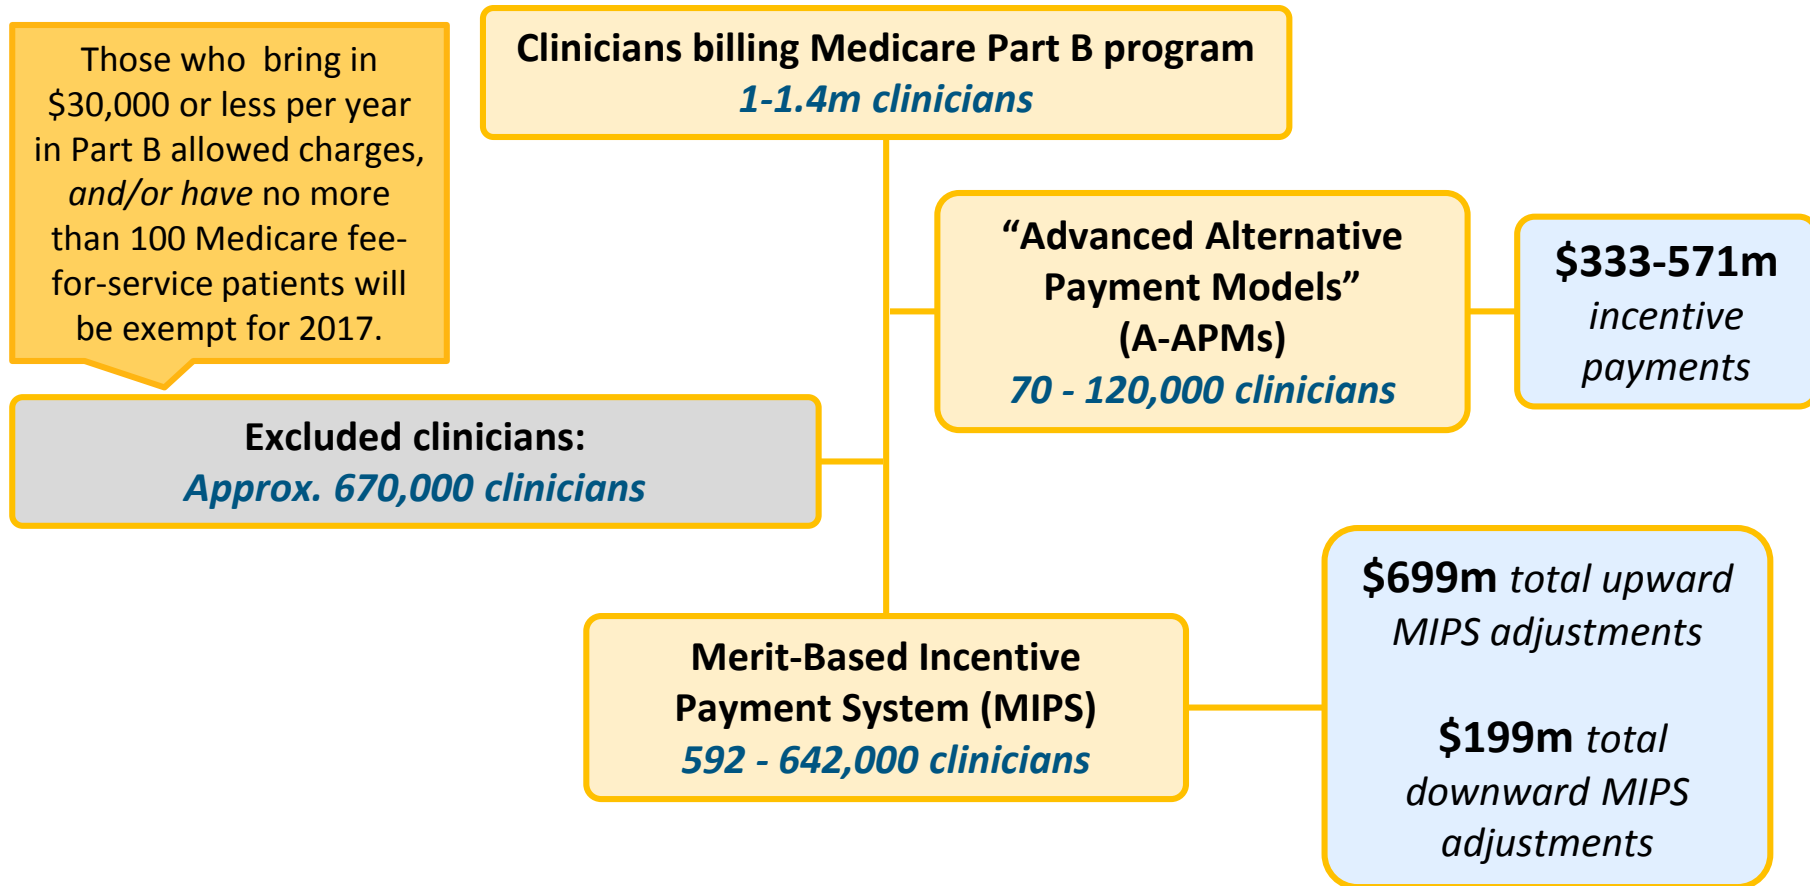 Those who  bring in
$30,000 or less per year
in Part B allowed charges,
and/or have no more
than 100 Medicare fee-
for-service patients will
be exempt for 2017.
Clinicians billing Medicare Part B program
1-1.4m clinicians
“Advanced Alternative
Payment Models”
(A-APMs)
70 - 120,000 clinicians
$333-571m
incentive
payments
Excluded clinicians:
Approx. 670,000 clinicians
Merit-Based Incentive
Payment System (MIPS)
592 - 642,000 clinicians
$699m total upward
MIPS adjustments
$199m total
downward MIPS
adjustments